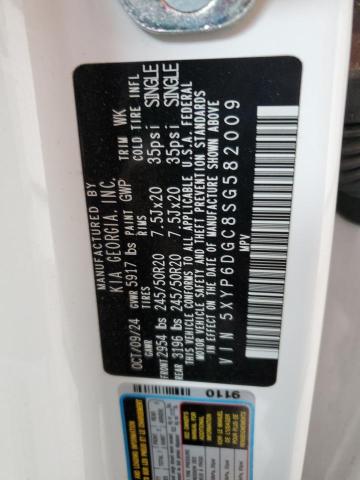 MANUFACTURED BY
KIA GEORGIA, INC.
OCT/09/24 GVWR 5917 lbs PAINT GWP TRIM WK
GAWR TIRES RIMS COLD TIRE INFL
FRONT 2954 lbs 245/50R20 7.5Jx20 35psi SINGLE
REAR 3196 lbs 245/50R20 7.5Jx20 35psi SINGLE
THIS VEHICLE CONFORMS TO ALL APPLICABLE U.S.A. FEDERAL
MOTOR VEHICLE SAFETY AND THEFT PREVENTION STANDARDS
IN EFFECT ON THE DATE OF MANUFACTURE SHOWN ABOVE
VIN 5XYP6DGC8SG582009
MPV
9110